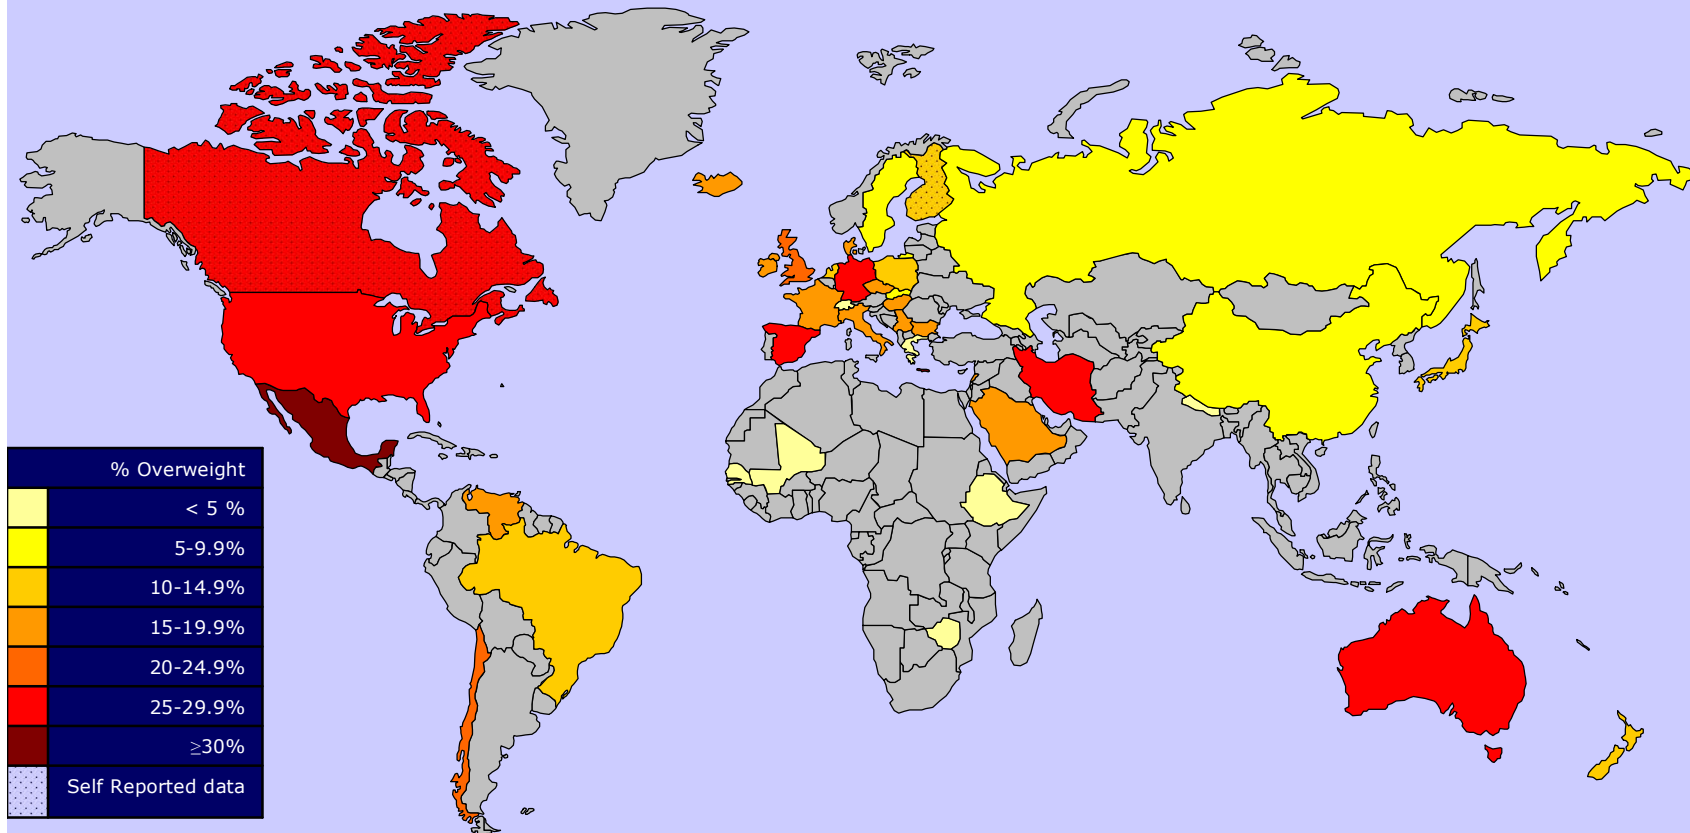 % Overweight
< 5 %
5-9.9%
10-14.9%
15-19.9%
20-24.9%
25-29.9%
≥30%
Self Reported data